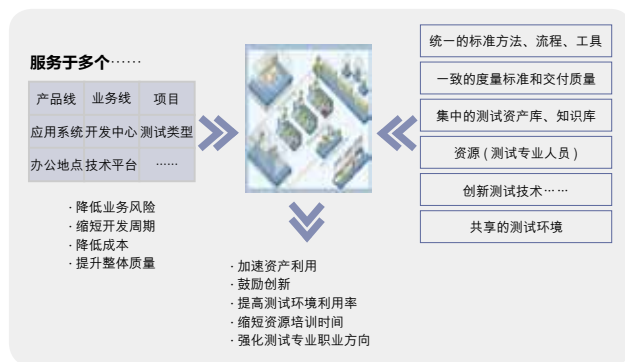 服务于多个……
产品线 业务线 项目
应用系统 开发中心 测试类型
办公地点 技术平台 ……
· 降低业务风险
· 缩短开发周期
· 降低成本
· 提升整体质量
· 加速资产利用
· 鼓励创新
· 提高测试环境利用率
· 缩短资源培训时间
· 强化测试专业职业方向
统一的标准方法、流程、工具
一致的度量标准和交付质量
集中的测试资产库、知识库
资源 ( 测试专业人员 )
创新测试技术……
共享的测试环境